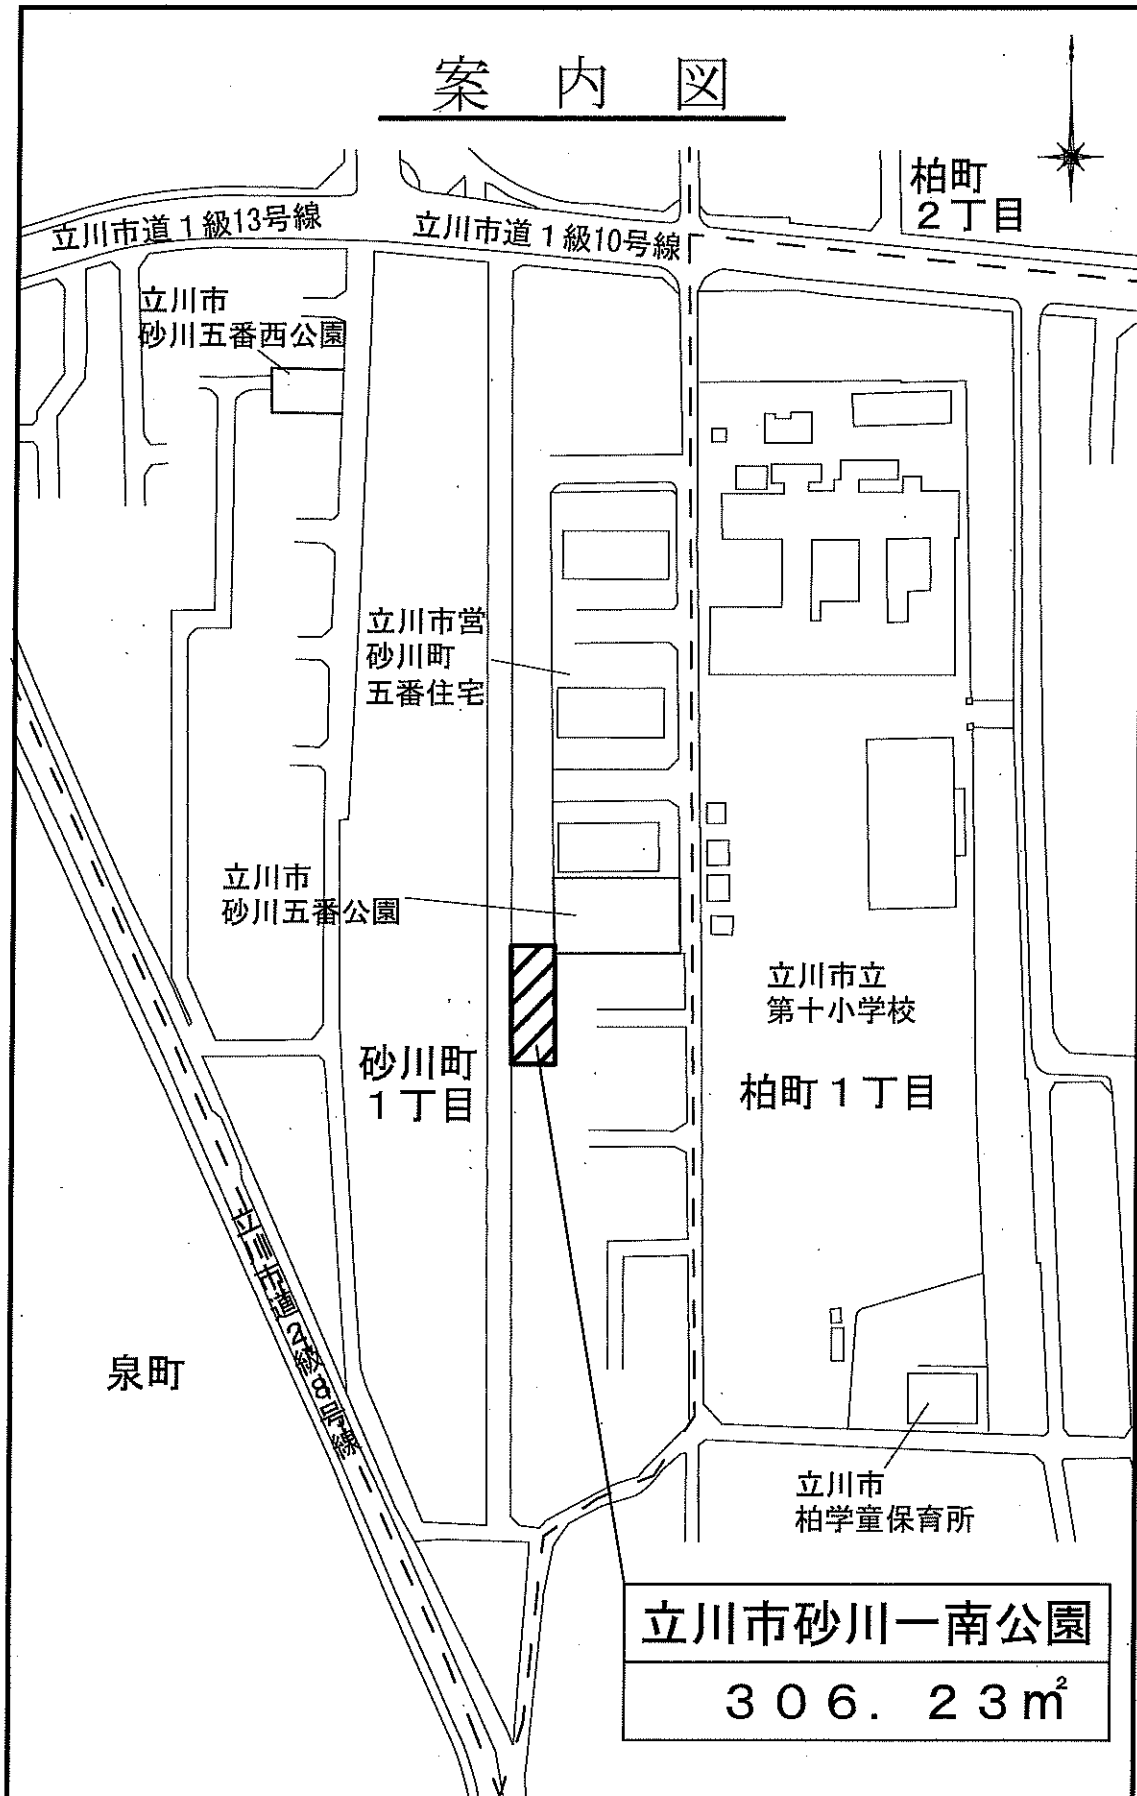 案内図
柏町
2丁目
立川市道1級13号線
立川市道1級10号線
立川市
砂川五番西公園
立川市営
砂川町
五番住宅
立川市
砂川五番公園
立川市立
第十小学校
砂川町
1丁目
柏町1丁目
立川市道2級8号線
泉町
立川市
柏学童保育所
立川市砂川一南公園
306.23㎡